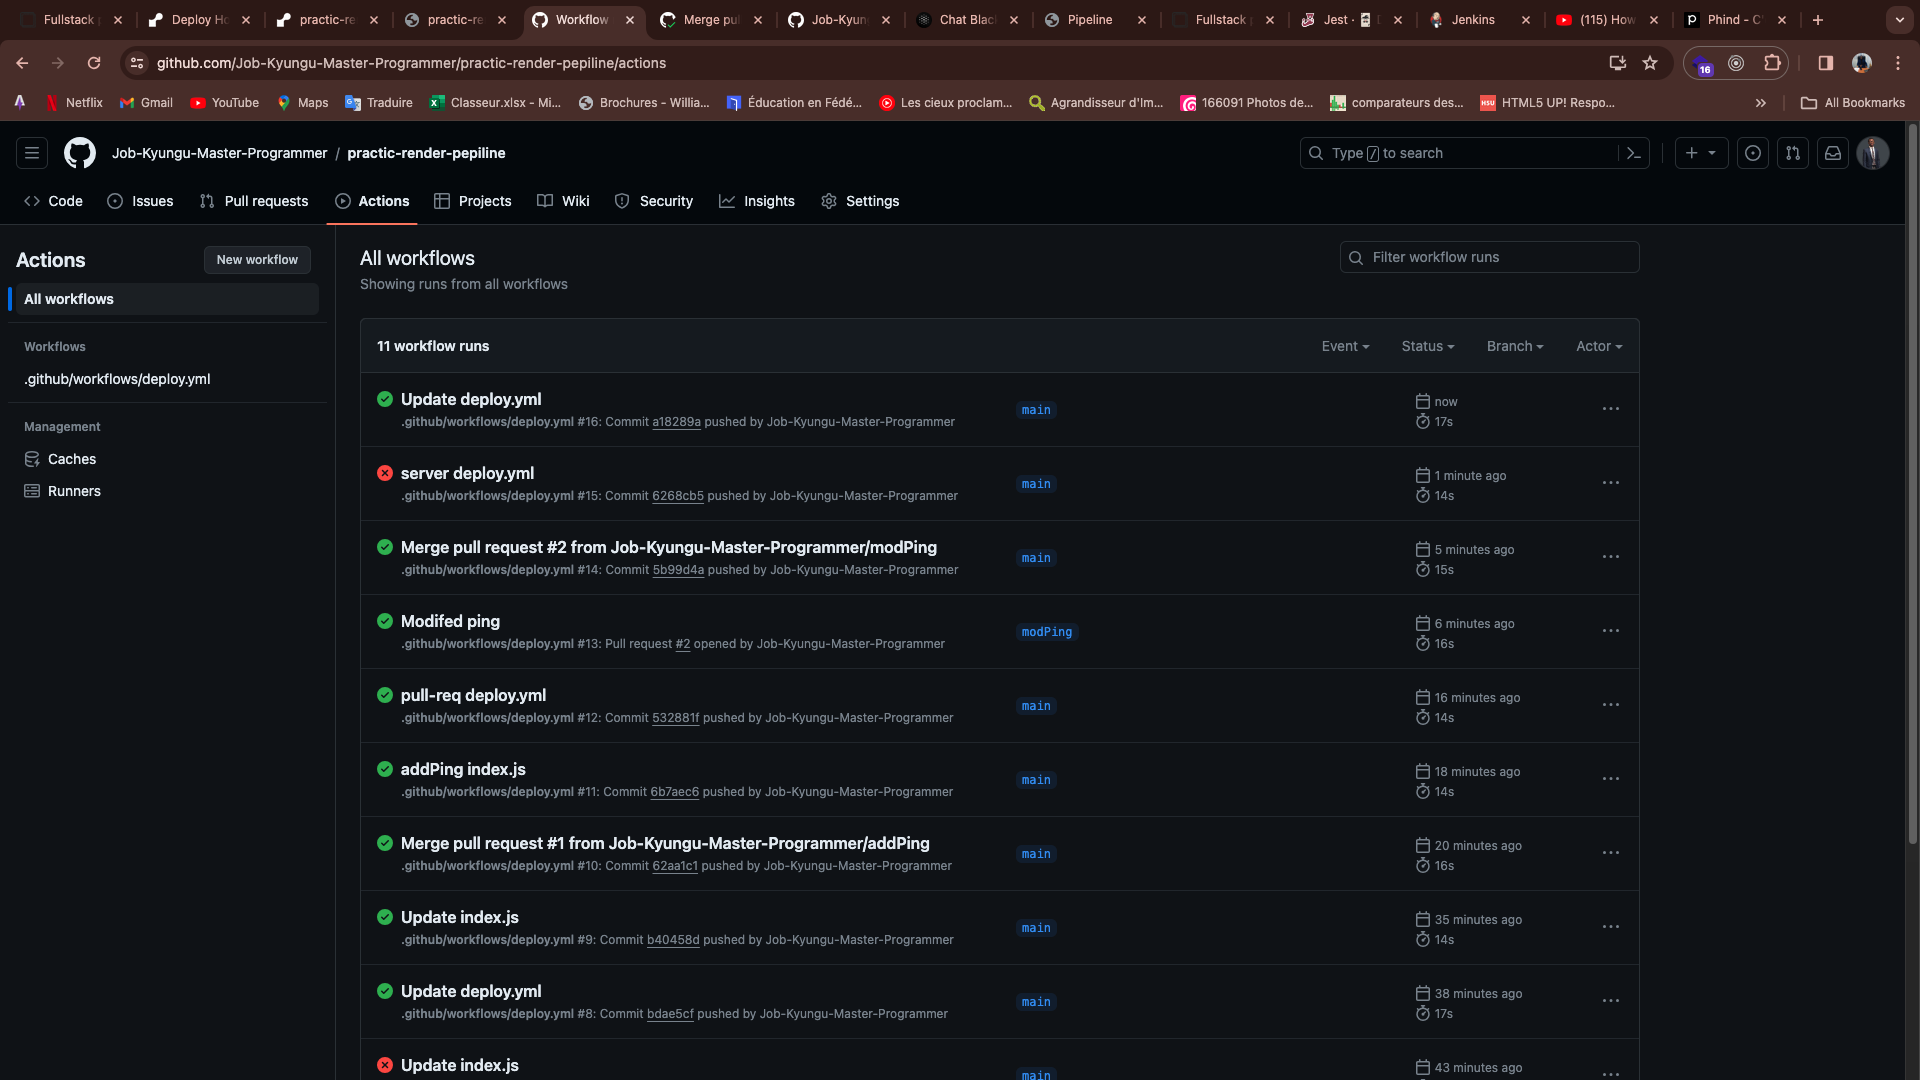 Fullstack
Deploy Ho
practic-re
practic-re
Workflow
Merge pul
Job-Kyun
Chat Blac
Pipeline
Fullstack
Jest ·
Jenkins
(115) How
Phind - C
github.com/Job-Kyungu-Master-Programmer/practic-render-pepiline/actions
16
Netflix
Gmail
YouTube
Maps
Traduire
Classeur.xlsx - Mi...
Brochures - Willia...
Éducation en Fédé...
Les cieux proclam...
Agrandisseur d'Im...
166091 Photos de...
comparateurs des...
HTML5 UP! Respo...
All Bookmarks
Job-Kyungu-Master-Programmer / practic-render-pepiline
Type / to search
Code
Issues
Pull requests
Actions
Projects
Wiki
Security
Insights
Settings
Actions
New workflow
All workflows
Workflows
.github/workflows/deploy.yml
Management
Caches
Runners
All workflows
Showing runs from all workflows
Filter workflow runs
11 workflow runs
Event
Status
Branch
Actor
Update deploy.yml
.github/workflows/deploy.yml #16: Commit a18289a pushed by Job-Kyungu-Master-Programmer
main
now
17s
server deploy.yml
.github/workflows/deploy.yml #15: Commit 6268cb5 pushed by Job-Kyungu-Master-Programmer
main
1 minute ago
14s
Merge pull request #2 from Job-Kyungu-Master-Programmer/modPing
.github/workflows/deploy.yml #14: Commit 5b99d4a pushed by Job-Kyungu-Master-Programmer
main
5 minutes ago
15s
Modifed ping
.github/workflows/deploy.yml #13: Pull request #2 opened by Job-Kyungu-Master-Programmer
modPing
6 minutes ago
16s
pull-req deploy.yml
.github/workflows/deploy.yml #12: Commit 532881f pushed by Job-Kyungu-Master-Programmer
main
16 minutes ago
14s
addPing index.js
.github/workflows/deploy.yml #11: Commit 6b7aec6 pushed by Job-Kyungu-Master-Programmer
main
18 minutes ago
14s
Merge pull request #1 from Job-Kyungu-Master-Programmer/addPing
.github/workflows/deploy.yml #10: Commit 62aa1c1 pushed by Job-Kyungu-Master-Programmer
main
20 minutes ago
16s
Update index.js
.github/workflows/deploy.yml #9: Commit b40458d pushed by Job-Kyungu-Master-Programmer
main
35 minutes ago
14s
Update deploy.yml
.github/workflows/deploy.yml #8: Commit bdae5cf pushed by Job-Kyungu-Master-Programmer
main
38 minutes ago
17s
Update index.js
main
43 minutes ago